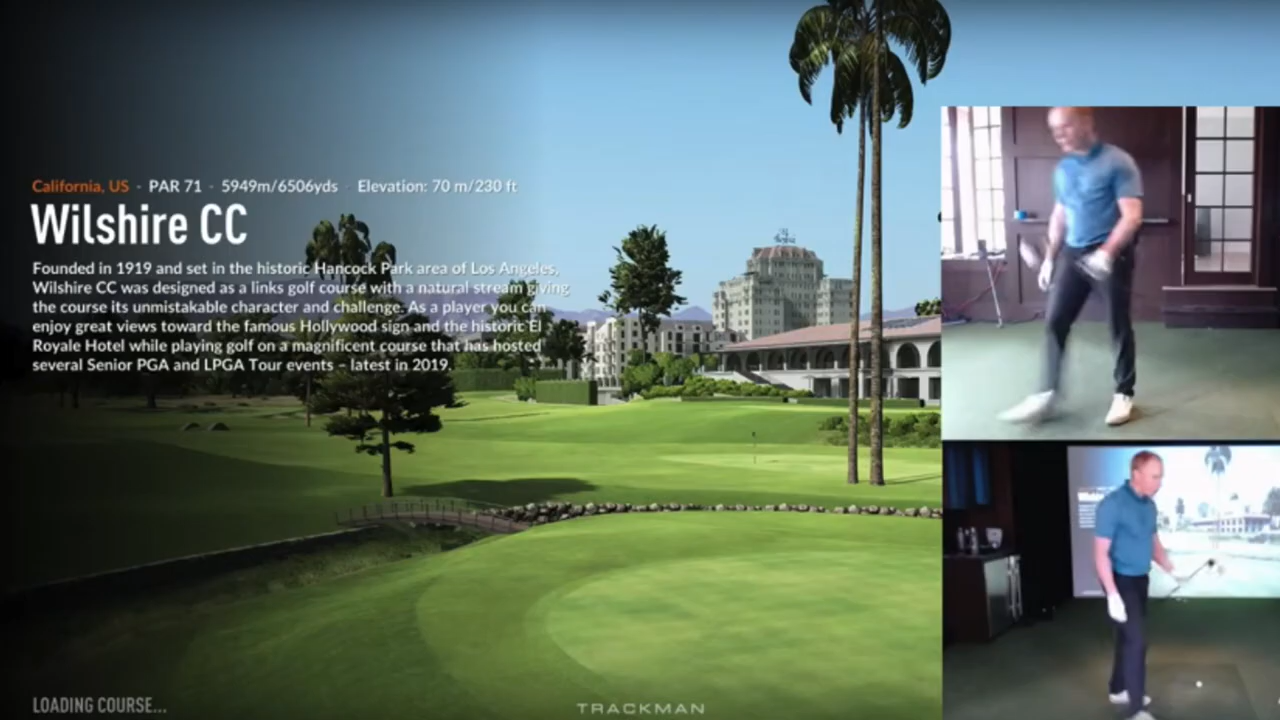 California, US - PAR 71 - 5949m/6506yds - Elevation: 70 m/230 ft
Wilshire CC
Founded in 1919 and set in the historic Hancock Park area of Los Angeles,
Wilshire CC was designed as a links golf course with a natural stream giving
the course its unmistakable character and challenge. As a player you can
enjoy great views toward the famous Hollywood sign and the historic El
Royale Hotel while playing golf on a magnificent course that has hosted
several Senior PGA and LPGA Tour events – latest in 2019.
LOADING COURSE...
TRACKMAN